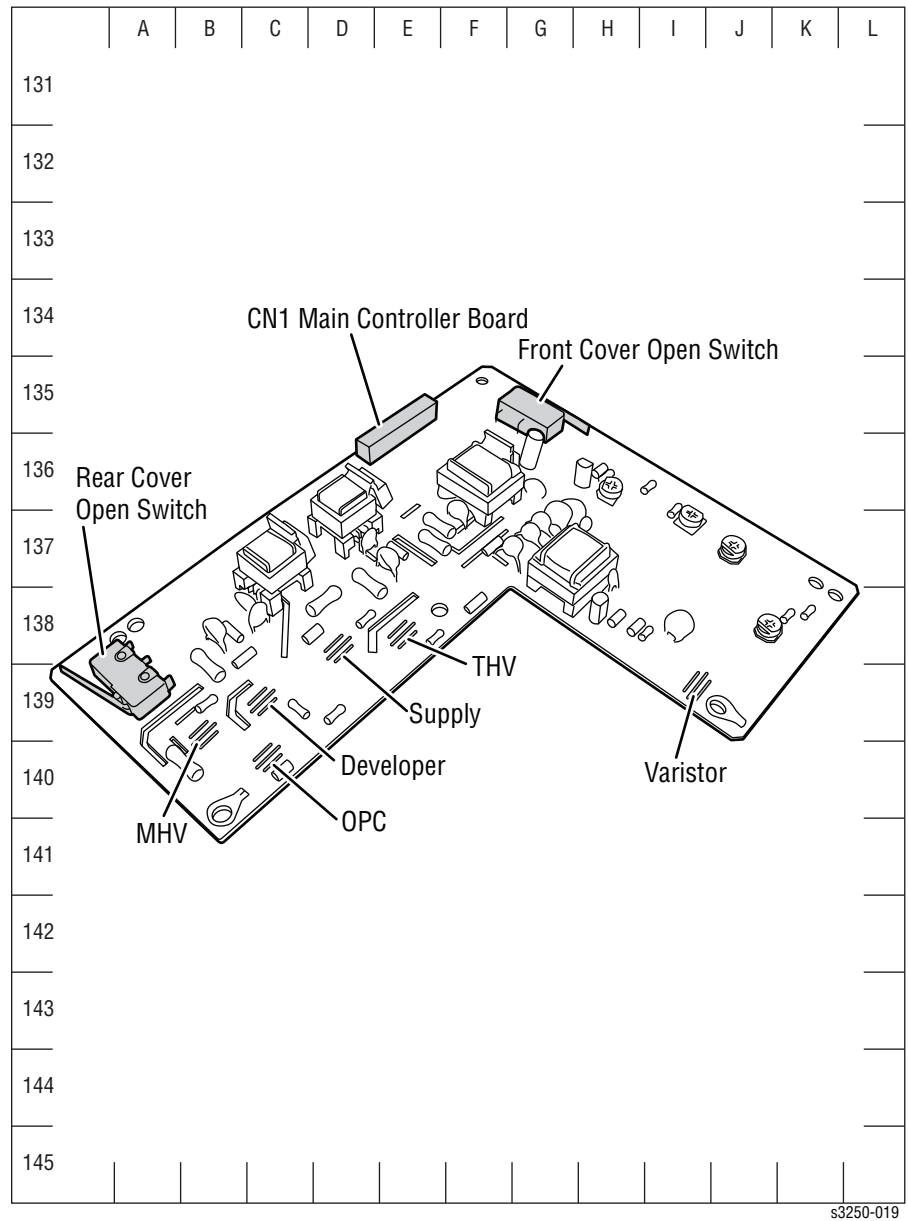 A B C D E F G H I J K L
131
132
133
134
CN1 Main Controller Board
Front Cover Open Switch
135
136
Rear Cover
Open Switch
137
138
THV
139
Supply
Developer
Varistor
140
OPC
MHV
141
142
143
144
145
s3250-019